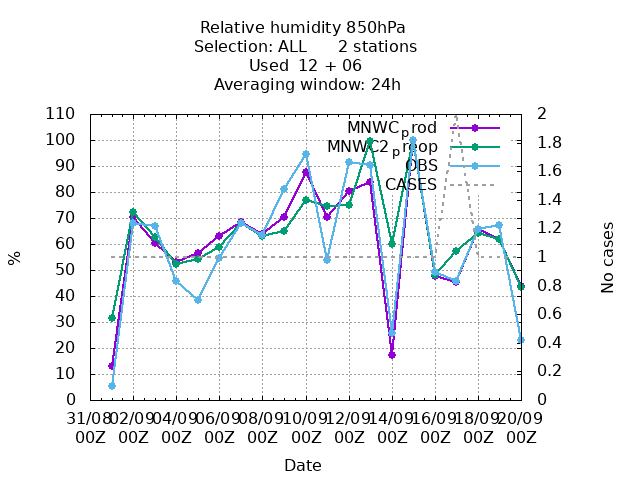 Relative humidity 850hPa
Selection: ALL 2 stations
Used 12 + 06
Averaging window: 24h
110 2
100 1.8
90 1.6
80 1.4
70 1.2
60 1
50 0.8
40 0.6
30 0.4
20 0.2
10 0
0
MNWCprod
MNWC2preop
OBS
CASES
%
No cases
31/08 02/09 04/09 06/09 08/09 10/09 12/09 14/09 16/09 18/09 20/09
00Z 00Z 00Z 00Z 00Z 00Z 00Z 00Z 00Z 00Z 00Z
Date